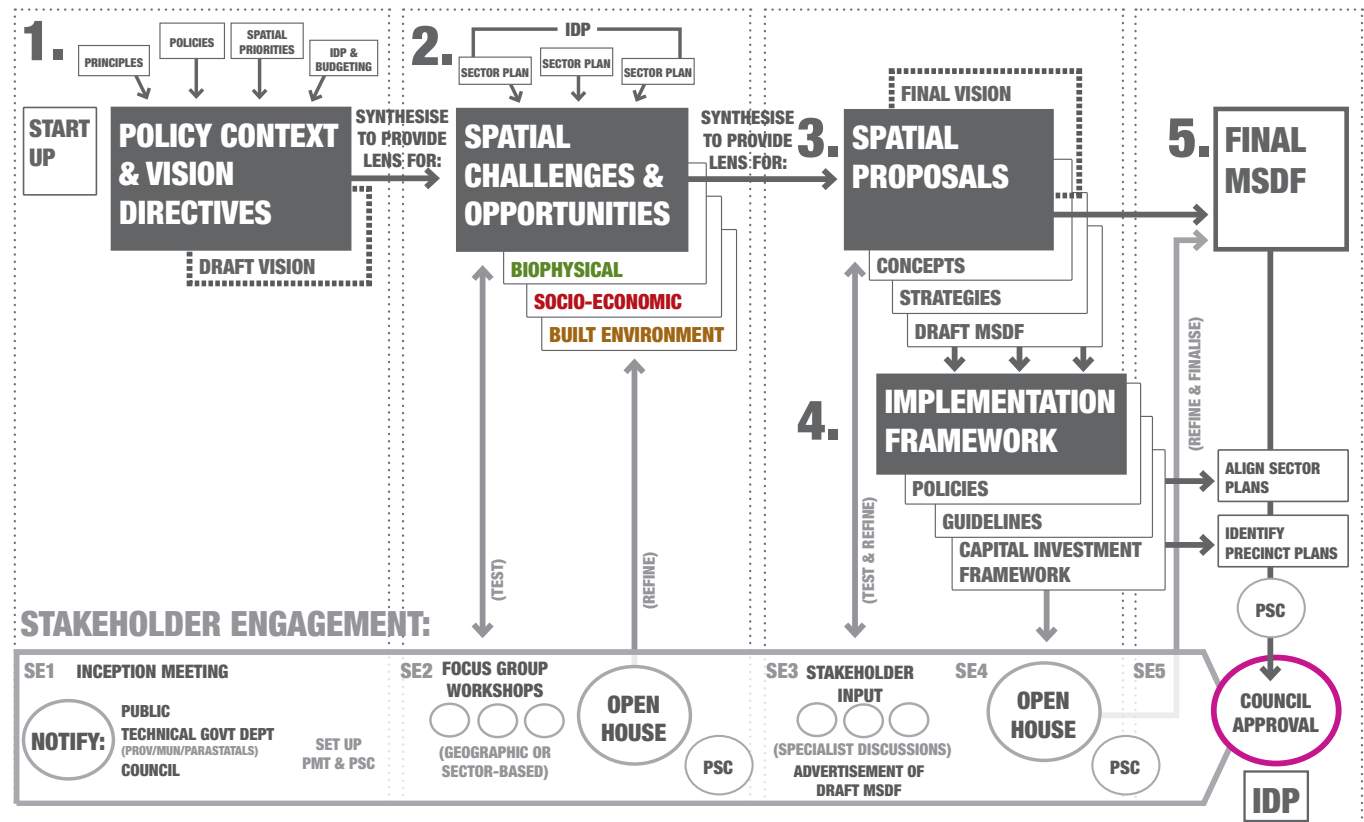 1.
PRINCIPLES
POLICIES
SPATIAL
PRIORITIES
IDP &
BUDGETING
START
UP
POLICY CONTEXT
& VISION
DIRECTIVES
DRAFT VISION
SYNTHESISE
TO PROVIDE
LENS FOR:
2.
IDP
SECTOR PLAN
SECTOR PLAN
SECTOR PLAN
SPATIAL
CHALLENGES &
OPPORTUNITIES
BIOPHYSICAL
SOCIO-ECONOMIC
BUILT ENVIRONMENT
(TEST)
(REFINE)
SYNTHESISE
TO PROVIDE
LENS FOR:
3.
FINAL VISION
SPATIAL
PROPOSALS
CONCEPTS
STRATEGIES
DRAFT MSDF
4.
IMPLEMENTATION
FRAMEWORK
POLICIES
GUIDELINES
CAPITAL INVESTMENT
FRAMEWORK
(TEST & REFINE)
(REFINE & FINALISE)
5.
FINAL
MSDF
ALIGN SECTOR
PLANS
IDENTIFY
PRECINCT PLANS
PSC
STAKEHOLDER ENGAGEMENT:
SE1 INCEPTION MEETING
NOTIFY:
PUBLIC
TECHNICAL GOVT DEPT
(PROV/MUN/PARASTATALS)
COUNCIL
SET UP
PMT & PSC
SE2 FOCUS GROUP
WORKSHOPS
(GEOGRAPHIC OR
SECTOR-BASED)
OPEN
HOUSE
PSC
SE3 STAKEHOLDER
INPUT
(SPECIALIST DISCUSSIONS)
ADVERTISEMENT OF
DRAFT MSDF
SE4
OPEN
HOUSE
PSC
SE5
COUNCIL
APPROVAL
IDP